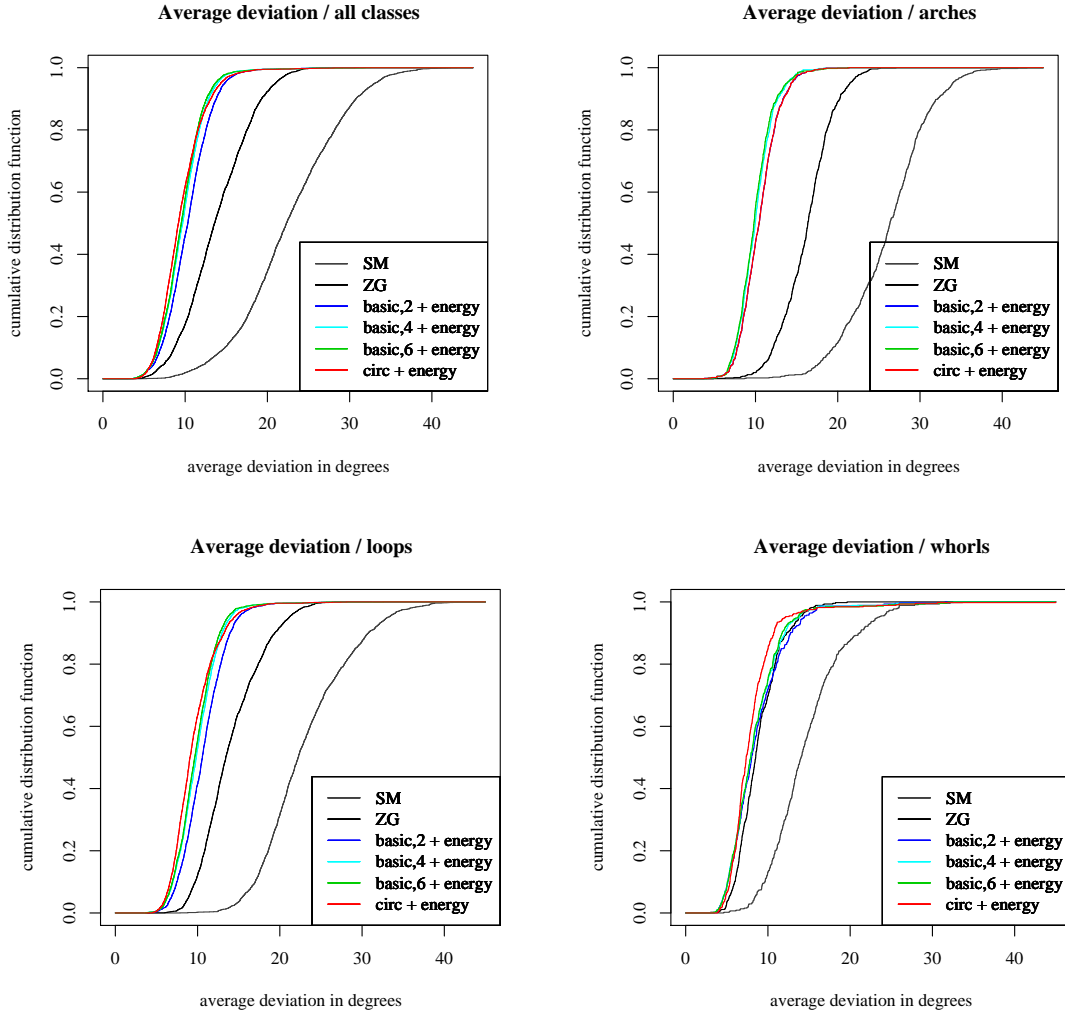 Average deviation / all classes
cumulative distribution function
0.0 0.2 0.4 0.6 0.8 1.0
SM
ZG
basic,2 + energy
basic,4 + energy
basic,6 + energy
circ + energy
0 10 20 30 40
average deviation in degrees
Average deviation / arches
cumulative distribution function
0.0 0.2 0.4 0.6 0.8 1.0
SM
ZG
basic,2 + energy
basic,4 + energy
basic,6 + energy
circ + energy
0 10 20 30 40
average deviation in degrees
Average deviation / loops
cumulative distribution function
0.0 0.2 0.4 0.6 0.8 1.0
SM
ZG
basic,2 + energy
basic,4 + energy
basic,6 + energy
circ + energy
0 10 20 30 40
average deviation in degrees
Average deviation / whorls
cumulative distribution function
0.0 0.2 0.4 0.6 0.8 1.0
SM
ZG
basic,2 + energy
basic,4 + energy
basic,6 + energy
circ + energy
0 10 20 30 40
average deviation in degrees